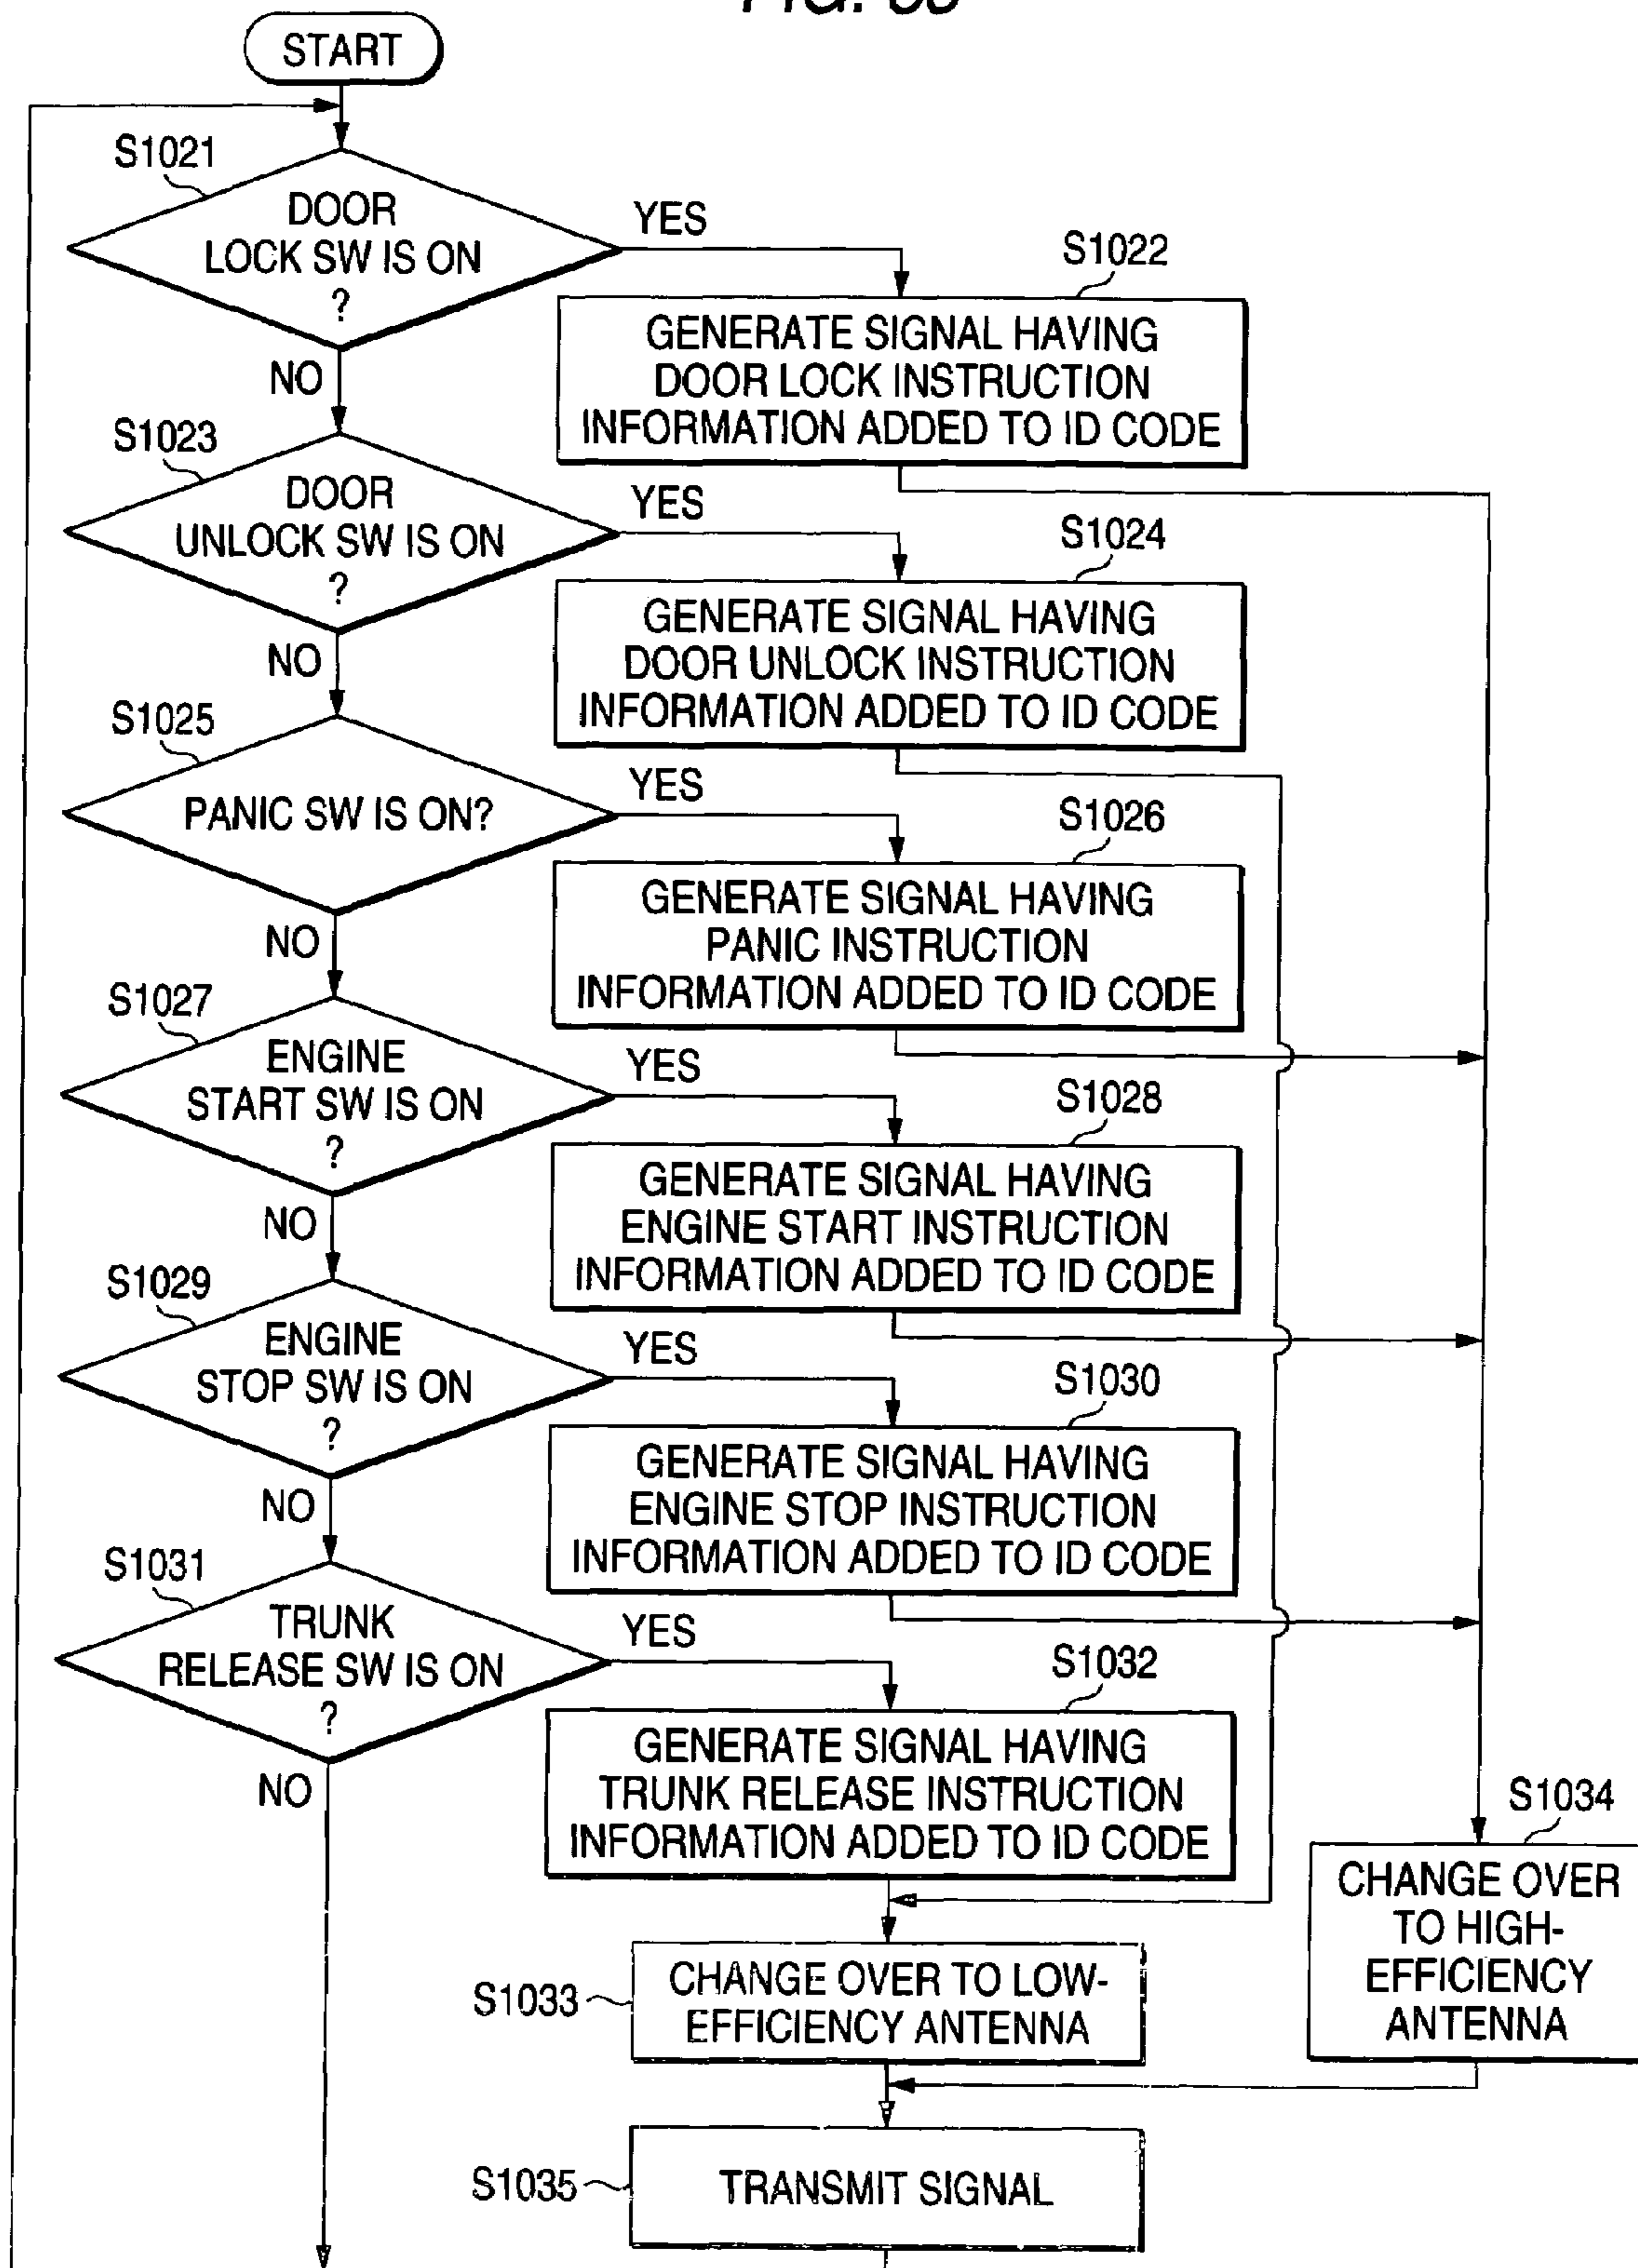 START
S1021
DOOR
LOCK SW IS ON
?
YES
NO
S1022
GENERATE SIGNAL HAVING
DOOR LOCK INSTRUCTION
INFORMATION ADDED TO ID CODE
S1023
DOOR
UNLOCK SW IS ON
?
YES
NO
S1024
GENERATE SIGNAL HAVING
DOOR UNLOCK INSTRUCTION
INFORMATION ADDED TO ID CODE
S1025
PANIC SW IS ON?
YES
NO
S1026
GENERATE SIGNAL HAVING
PANIC INSTRUCTION
INFORMATION ADDED TO ID CODE
S1027
ENGINE
START SW IS ON
?
YES
NO
S1028
GENERATE SIGNAL HAVING
ENGINE START INSTRUCTION
INFORMATION ADDED TO ID CODE
S1029
ENGINE
STOP SW IS ON
?
YES
NO
S1030
GENERATE SIGNAL HAVING
ENGINE STOP INSTRUCTION
INFORMATION ADDED TO ID CODE
S1031
TRUNK
RELEASE SW IS ON
?
YES
NO
S1032
GENERATE SIGNAL HAVING
TRUNK RELEASE INSTRUCTION
INFORMATION ADDED TO ID CODE
S1034
CHANGE OVER
TO HIGH-
EFFICIENCY
ANTENNA
S1033
CHANGE OVER TO LOW-
EFFICIENCY ANTENNA
S1035
TRANSMIT SIGNAL